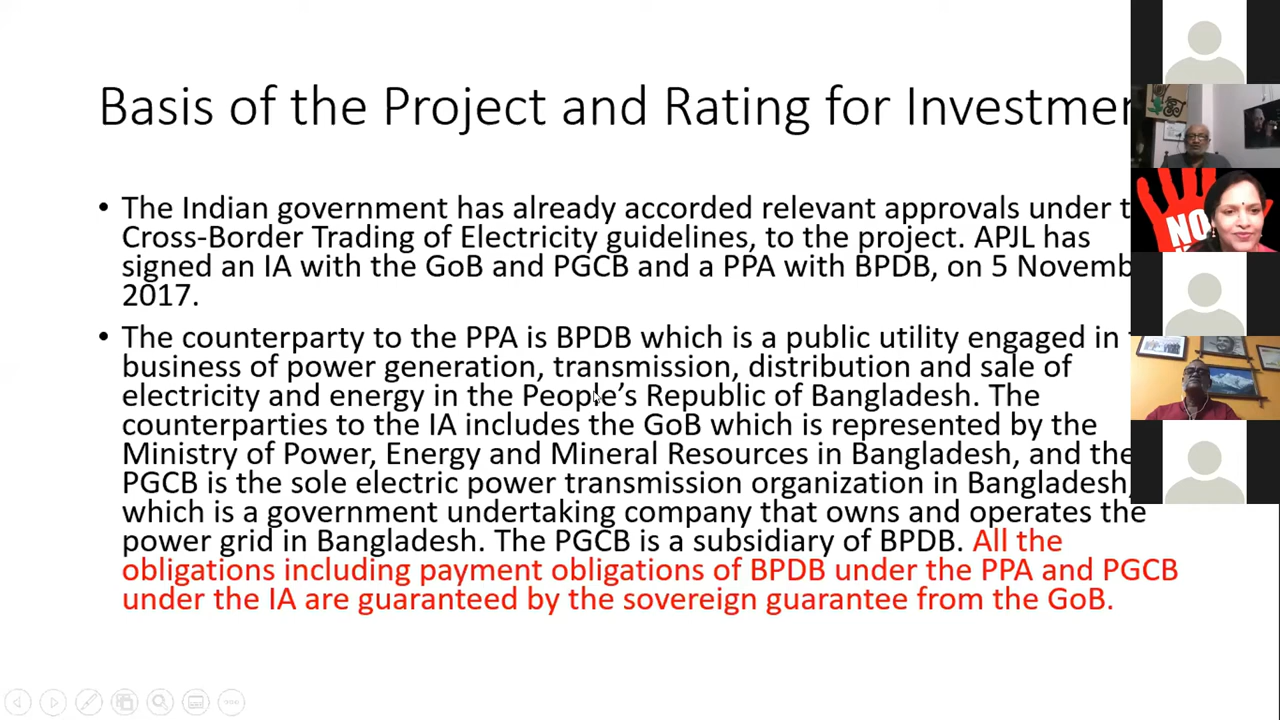 Basis of the Project and Rating for Investmen
• The Indian government has already accorded relevant approvals under t
Cross-Border Trading of Electricity guidelines, to the project. APJL has
signed an IA with the GoB and PGCB and a PPA with BPDB, on 5 Novemb
2017.
• The counterparty to the PPA is BPDB which is a public utility engaged in
business of power generation, transmission, distribution and sale of
electricity and energy in the People’s Republic of Bangladesh. The
counterparties to the IA includes the GoB which is represented by the
Ministry of Power, Energy and Mineral Resources in Bangladesh, and the
PGCB is the sole electric power transmission organization in Bangladesh,
which is a government undertaking company that owns and operates the
power grid in Bangladesh. The PGCB is a subsidiary of BPDB. All the
obligations including payment obligations of BPDB under the PPA and PGCB
under the IA are guaranteed by the sovereign guarantee from the GoB.
NO